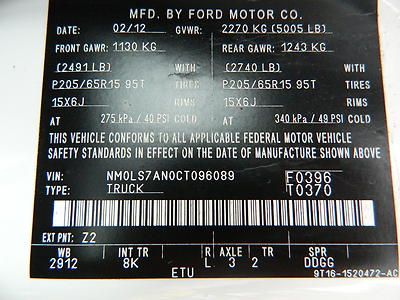 MFD. BY FORD MOTOR CO.
DATE: 02/12 GVWR: 2270 KG (5005 LB)
FRONT GAWR: 1130 KG REAR GAWR: 1243 KG
(2491 LB) (2740 LB)
P205/65R15 95T TIRES P205/65R15 95T TIRES
15X6J RIMS 15X6J RIMS
AT 275 kPa / 40 PSI COLD AT 340 kPa / 49 PSI COLD
THIS VEHICLE CONFORMS TO ALL APPLICABLE FEDERAL MOTOR VEHICLE
SAFETY STANDARDS IN EFFECT ON THE DATE OF MANUFACTURE SHOWN ABOVE
VIN: NM0LS7AN0CT096089 F0396
TYPE: TRUCK T0370
EXT PNT: Z2
WB INT TR R AXLE 2 SPR
2912 8K L 3 DDGG
ETU 9T16-1520472-AC